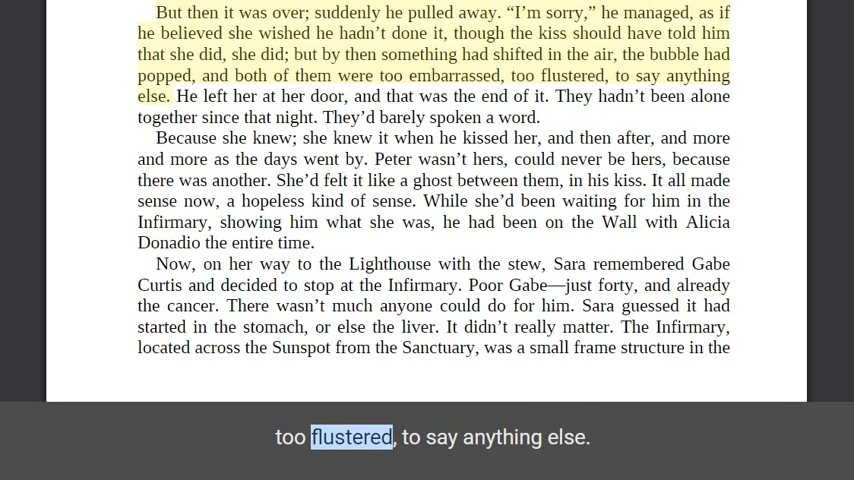 But then it was over; suddenly he pulled away. “I’m sorry,” he managed, as if
he believed she wished he hadn’t done it, though the kiss should have told him
that she did, she did; but by then something had shifted in the air, the bubble had
popped, and both of them were too embarrassed, too flustered, to say anything
else. He left her at her door, and that was the end of it. They hadn’t been alone
together since that night. They’d barely spoken a word.
Because she knew; she knew it when he kissed her, and then after, and more
and more as the days went by. Peter wasn’t hers, could never be hers, because
there was another. She’d felt it like a ghost between them, in his kiss. It all made
sense now, a hopeless kind of sense. While she’d been waiting for him in the
Infirmary, showing him what she was, he had been on the Wall with Alicia
Donadio the entire time.
Now, on her way to the Lighthouse with the stew, Sara remembered Gabe
Curtis and decided to stop at the Infirmary. Poor Gabe—just forty, and already
the cancer. There wasn’t much anyone could do for him. Sara guessed it had
started in the stomach, or else the liver. It didn’t really matter. The Infirmary,
located across the Sunspot from the Sanctuary, was a small frame structure in the
too flustered, to say anything else.